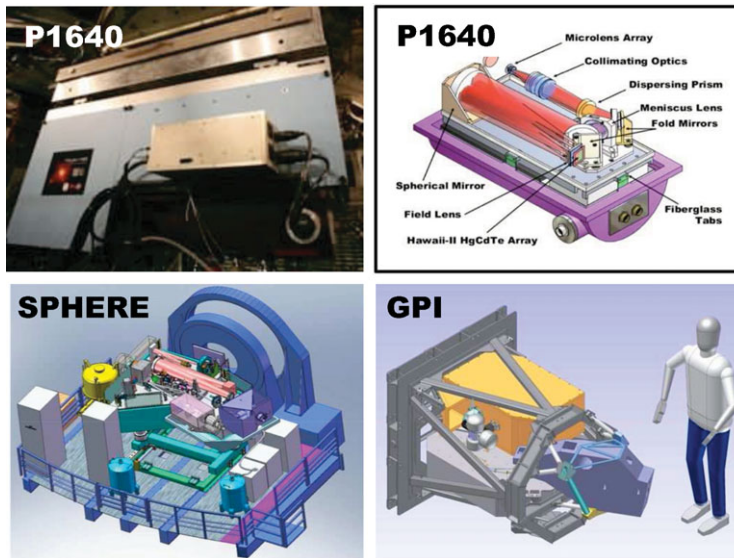 P1640
P1640
Microlens Array
Collimating Optics
Dispersing Prism
Meniscus Lens
Fold Mirrors
Spherical Mirror
Field Lens
Hawaii-II HgCdTe Array
Fiberglass
Tabs
SPHERE
GPI